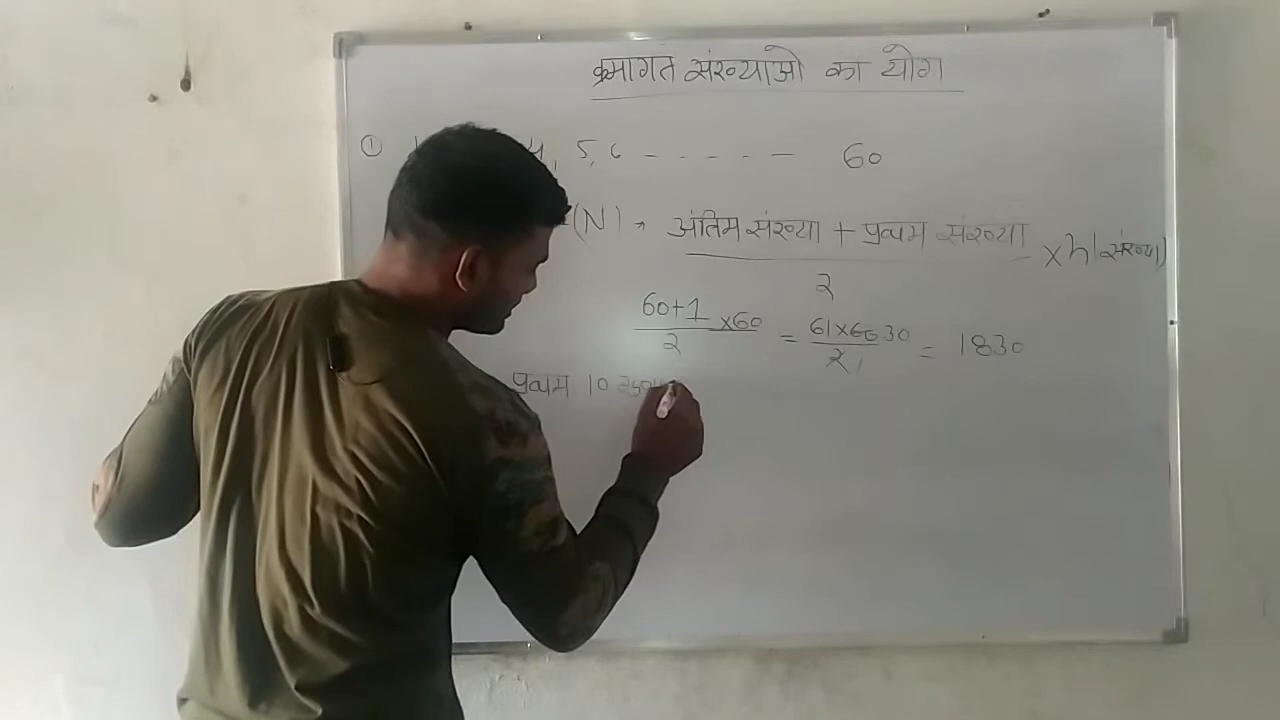 क्रमागत संख्याओ का योग
① 4, 5, 6 - - - - - 60
(N) → अंतिम संख्या + प्रथम संख्या × n(संख्या)
2
60+1 ×60 = 61×60 30 = 1830
2 2 1
प्रथम 10